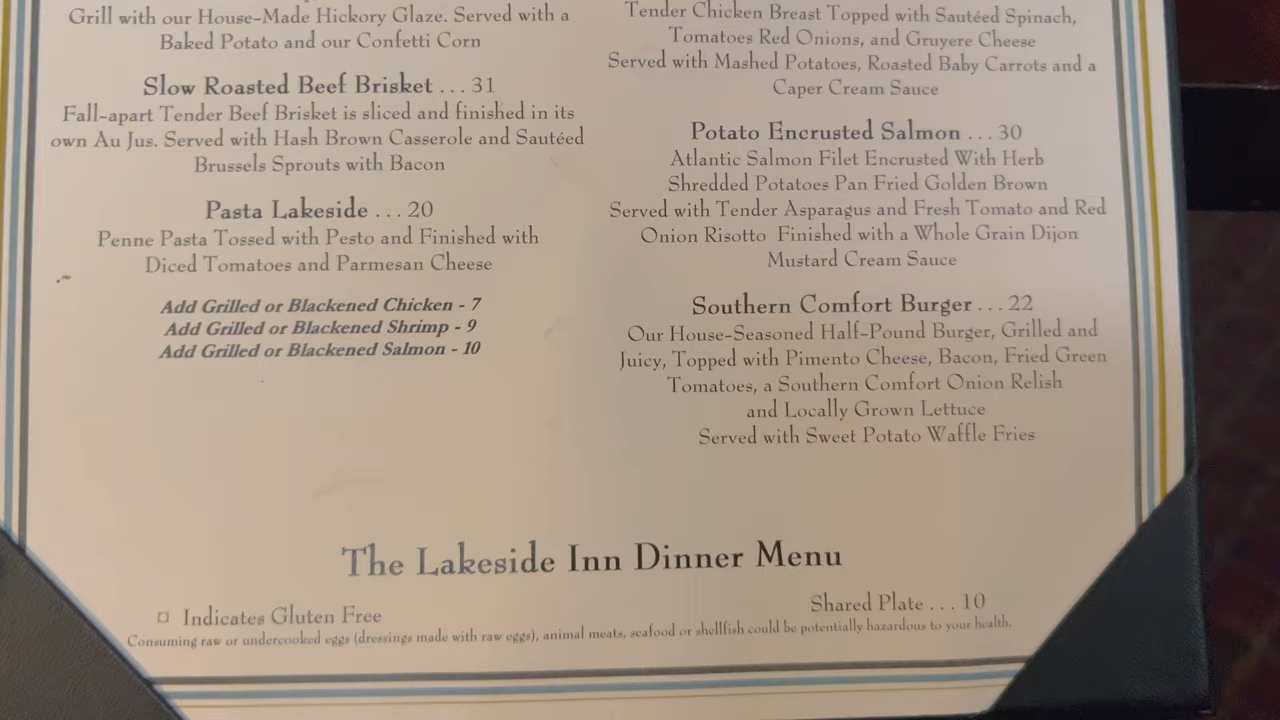 Grill with our House-Made Hickory Glaze. Served with a
Baked Potato and our Confetti Corn
Slow Roasted Beef Brisket ... 31
Fall-apart Tender Beef Brisket is sliced and finished in its
own Au Jus. Served with Hash Brown Casserole and Sautéed
Brussels Sprouts with Bacon
Pasta Lakeside ... 20
Penne Pasta Tossed with Pesto and Finished with
Diced Tomatoes and Parmesan Cheese
Add Grilled or Blackened Chicken - 7
Add Grilled or Blackened Shrimp - 9
Add Grilled or Blackened Salmon - 10
Tender Chicken Breast Topped with Sautéed Spinach,
Tomatoes Red Onions, and Gruyere Cheese
Served with Mashed Potatoes, Roasted Baby Carrots and a
Caper Cream Sauce
Potato Encrusted Salmon ... 30
Atlantic Salmon Filet Encrusted With Herb
Shredded Potatoes Pan Fried Golden Brown
Served with Tender Asparagus and Fresh Tomato and Red
Onion Risotto Finished with a Whole Grain Dijon
Mustard Cream Sauce
Southern Comfort Burger ... 22
Our House-Seasoned Half-Pound Burger, Grilled and
Juicy, Topped with Pimento Cheese, Bacon, Fried Green
Tomatoes, a Southern Comfort Onion Relish
and Locally Grown Lettuce
Served with Sweet Potato Waffle Fries
The Lakeside Inn Dinner Menu
Indicates Gluten Free
Shared Plate ... 10
Consuming raw or undercooked eggs (dressings made with raw eggs), animal meats, seafood or shellfish could be potentially hazardous to your health.